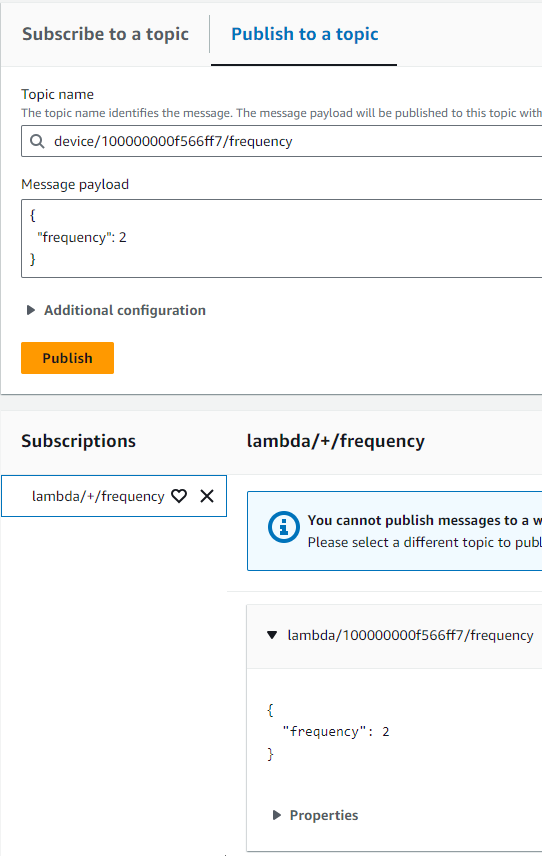 Subscribe to a topic
Publish to a topic
Topic name
The topic name identifies the message. The message payload will be published to this topic with
device/100000000f566ff7/frequency
Message payload
{
"frequency": 2
}
Additional configuration
Publish
Subscriptions
lambda/+/frequency
lambda/+/frequency
You cannot publish messages to a w
Please select a different topic to publ
lambda/100000000f566ff7/frequency
{
"frequency": 2
}
Properties